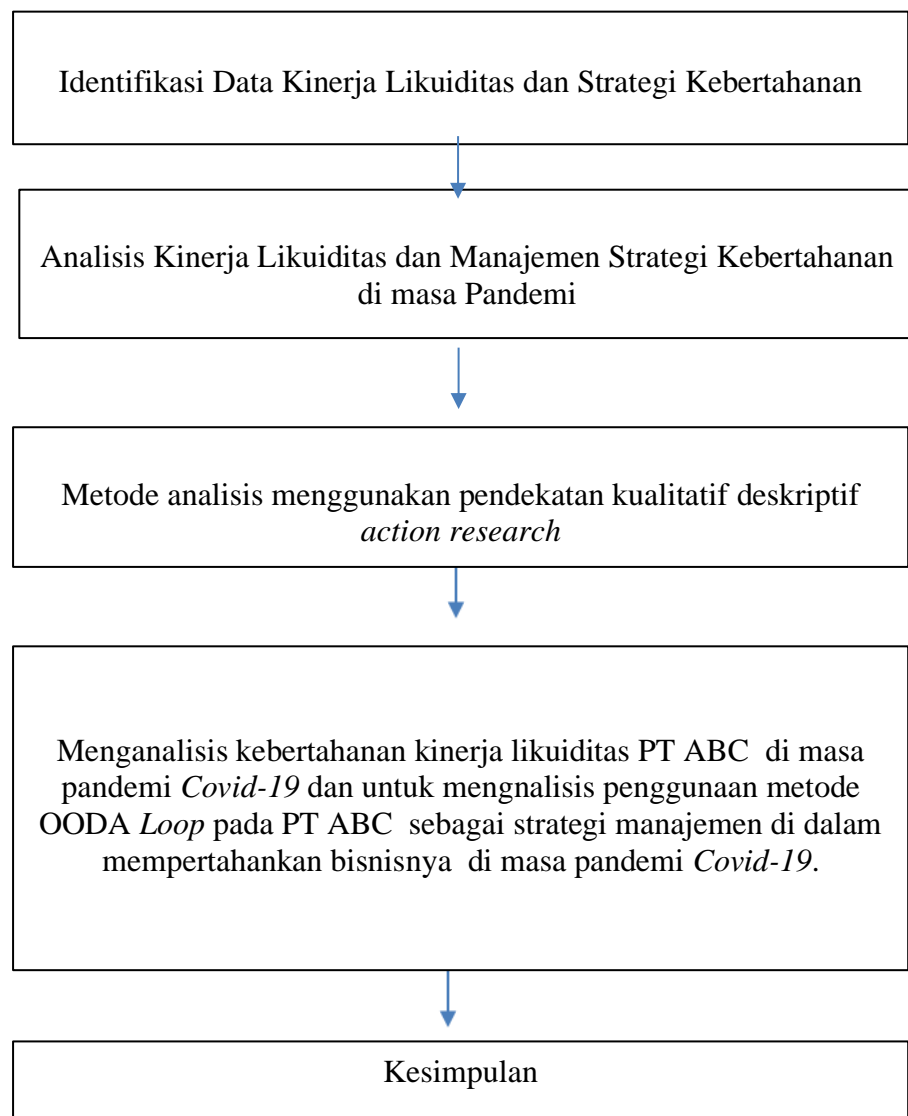 Identifikasi Data Kinerja Likuiditas dan Strategi Kebertahanan
Analisis Kinerja Likuiditas dan Manajemen Strategi Kebertahanan
di masa Pandemi
Metode analisis menggunakan pendekatan kualitatif deskriptif
action research
Menganalisis kebertahanan kinerja likuiditas PT ABC di masa
pandemi Covid-19 dan untuk mengnalisis penggunaan metode
OODA Loop pada PT ABC sebagai strategi manajemen di dalam
mempertahankan bisnisnya di masa pandemi Covid-19.
Kesimpulan